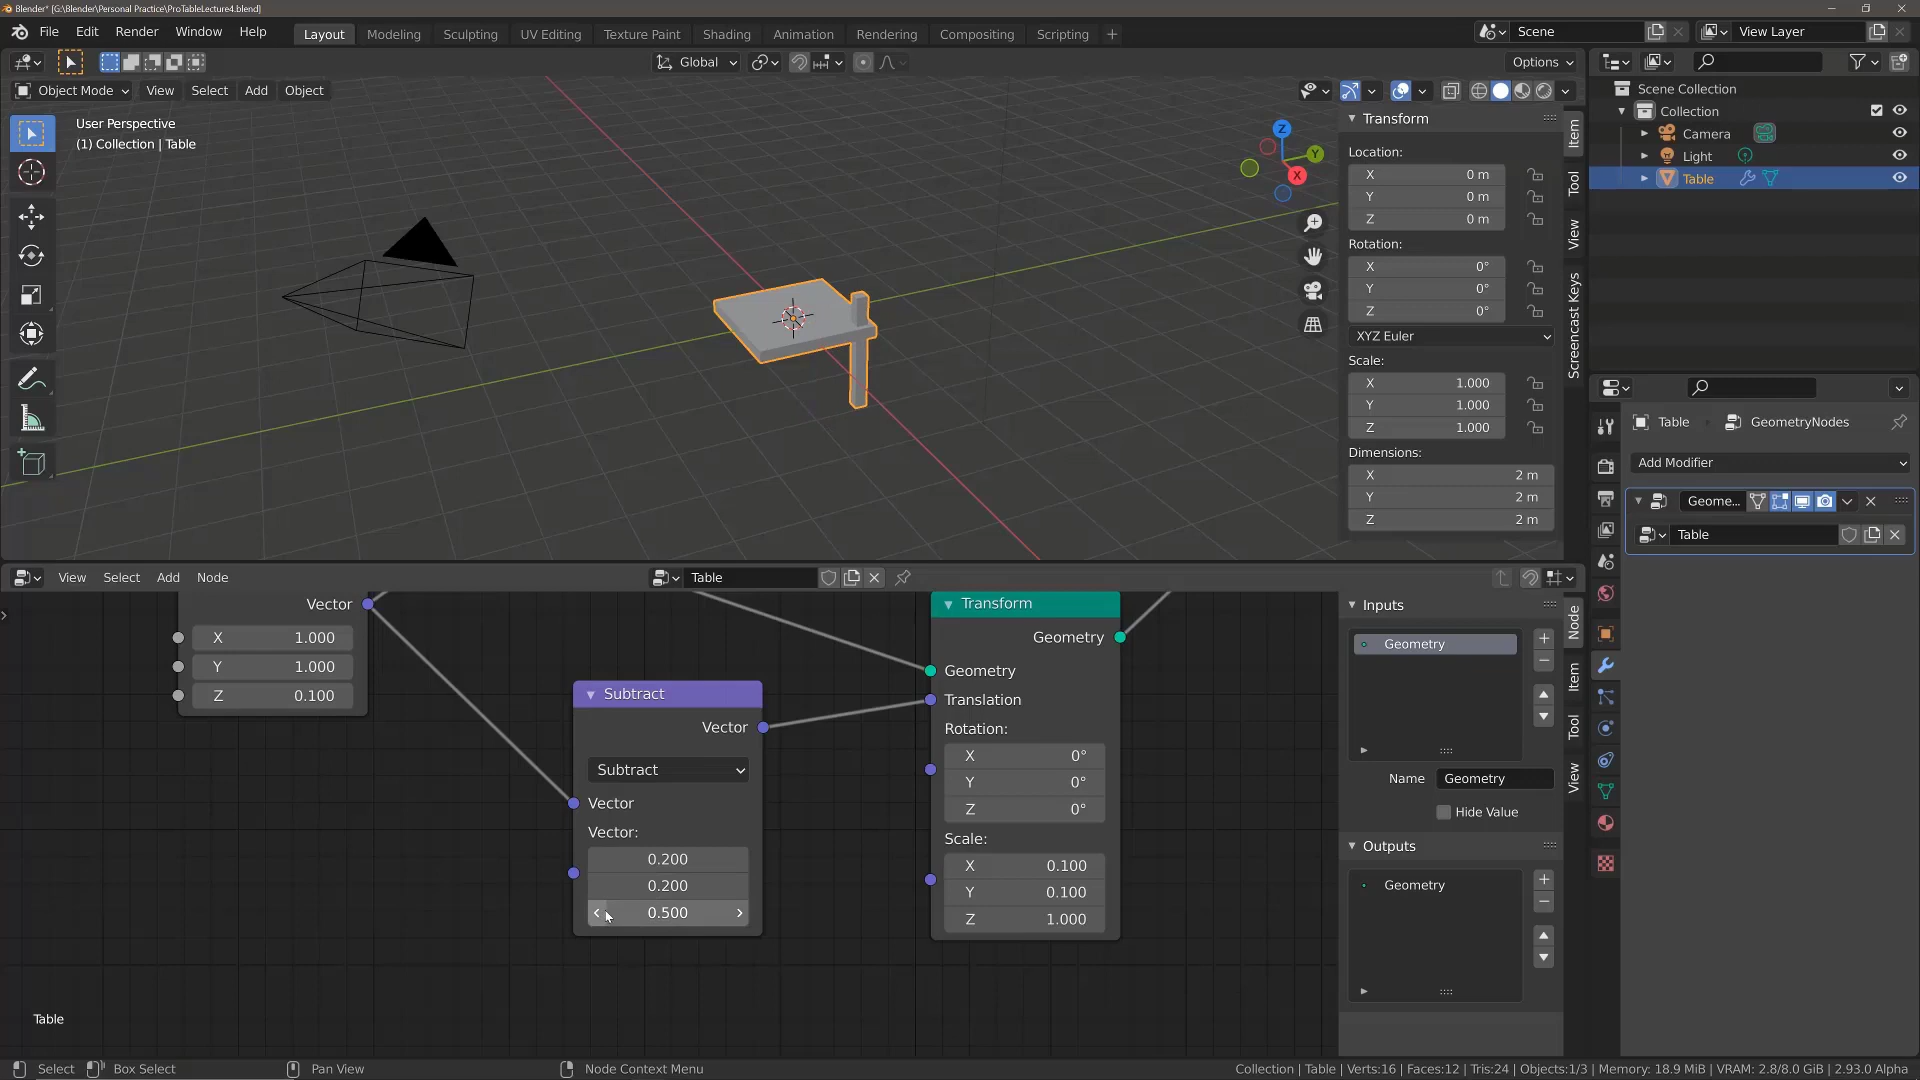 Blender* [G:\Blender\Personal Practice\ProTableLecture4.blend]
File Edit Render Window Help Layout Modeling Sculpting UV Editing Texture Paint Shading Animation Rendering Compositing Scripting Scene View Layer
Global Options
Object Mode View Select Add Object
User Perspective
(1) Collection | Table
Z
Y
X
Transform
Location:
X 0 m
Y 0 m
Z 0 m
Rotation:
X 0°
Y 0°
Z 0°
XYZ Euler
Scale:
X 1.000
Y 1.000
Z 1.000
Dimensions:
X 2 m
Y 2 m
Z 2 m
Item
Tool
View
Screencast Keys
Scene Collection
Collection
Camera
Light
Table
Table GeometryNodes
Add Modifier
Geome...
Table
View Select Add Node Table
Vector
X 1.000
Y 1.000
Z 0.100
Subtract
Vector
Subtract
Vector
Vector:
0.200
0.200
0.500
Transform
Geometry
Geometry
Translation
Rotation:
X 0°
Y 0°
Z 0°
Scale:
X 0.100
Y 0.100
Z 1.000
Table
Inputs
Geometry
Name Geometry
Hide Value
Outputs
Geometry
Node
Item
Tool
View
Select Box Select Pan View Node Context Menu Collection | Table | Verts:16 | Faces:12 | Tris:24 | Objects:1/3 | Memory: 18.9 MiB | VRAM: 2.8/8.0 GiB | 2.93.0 Alpha